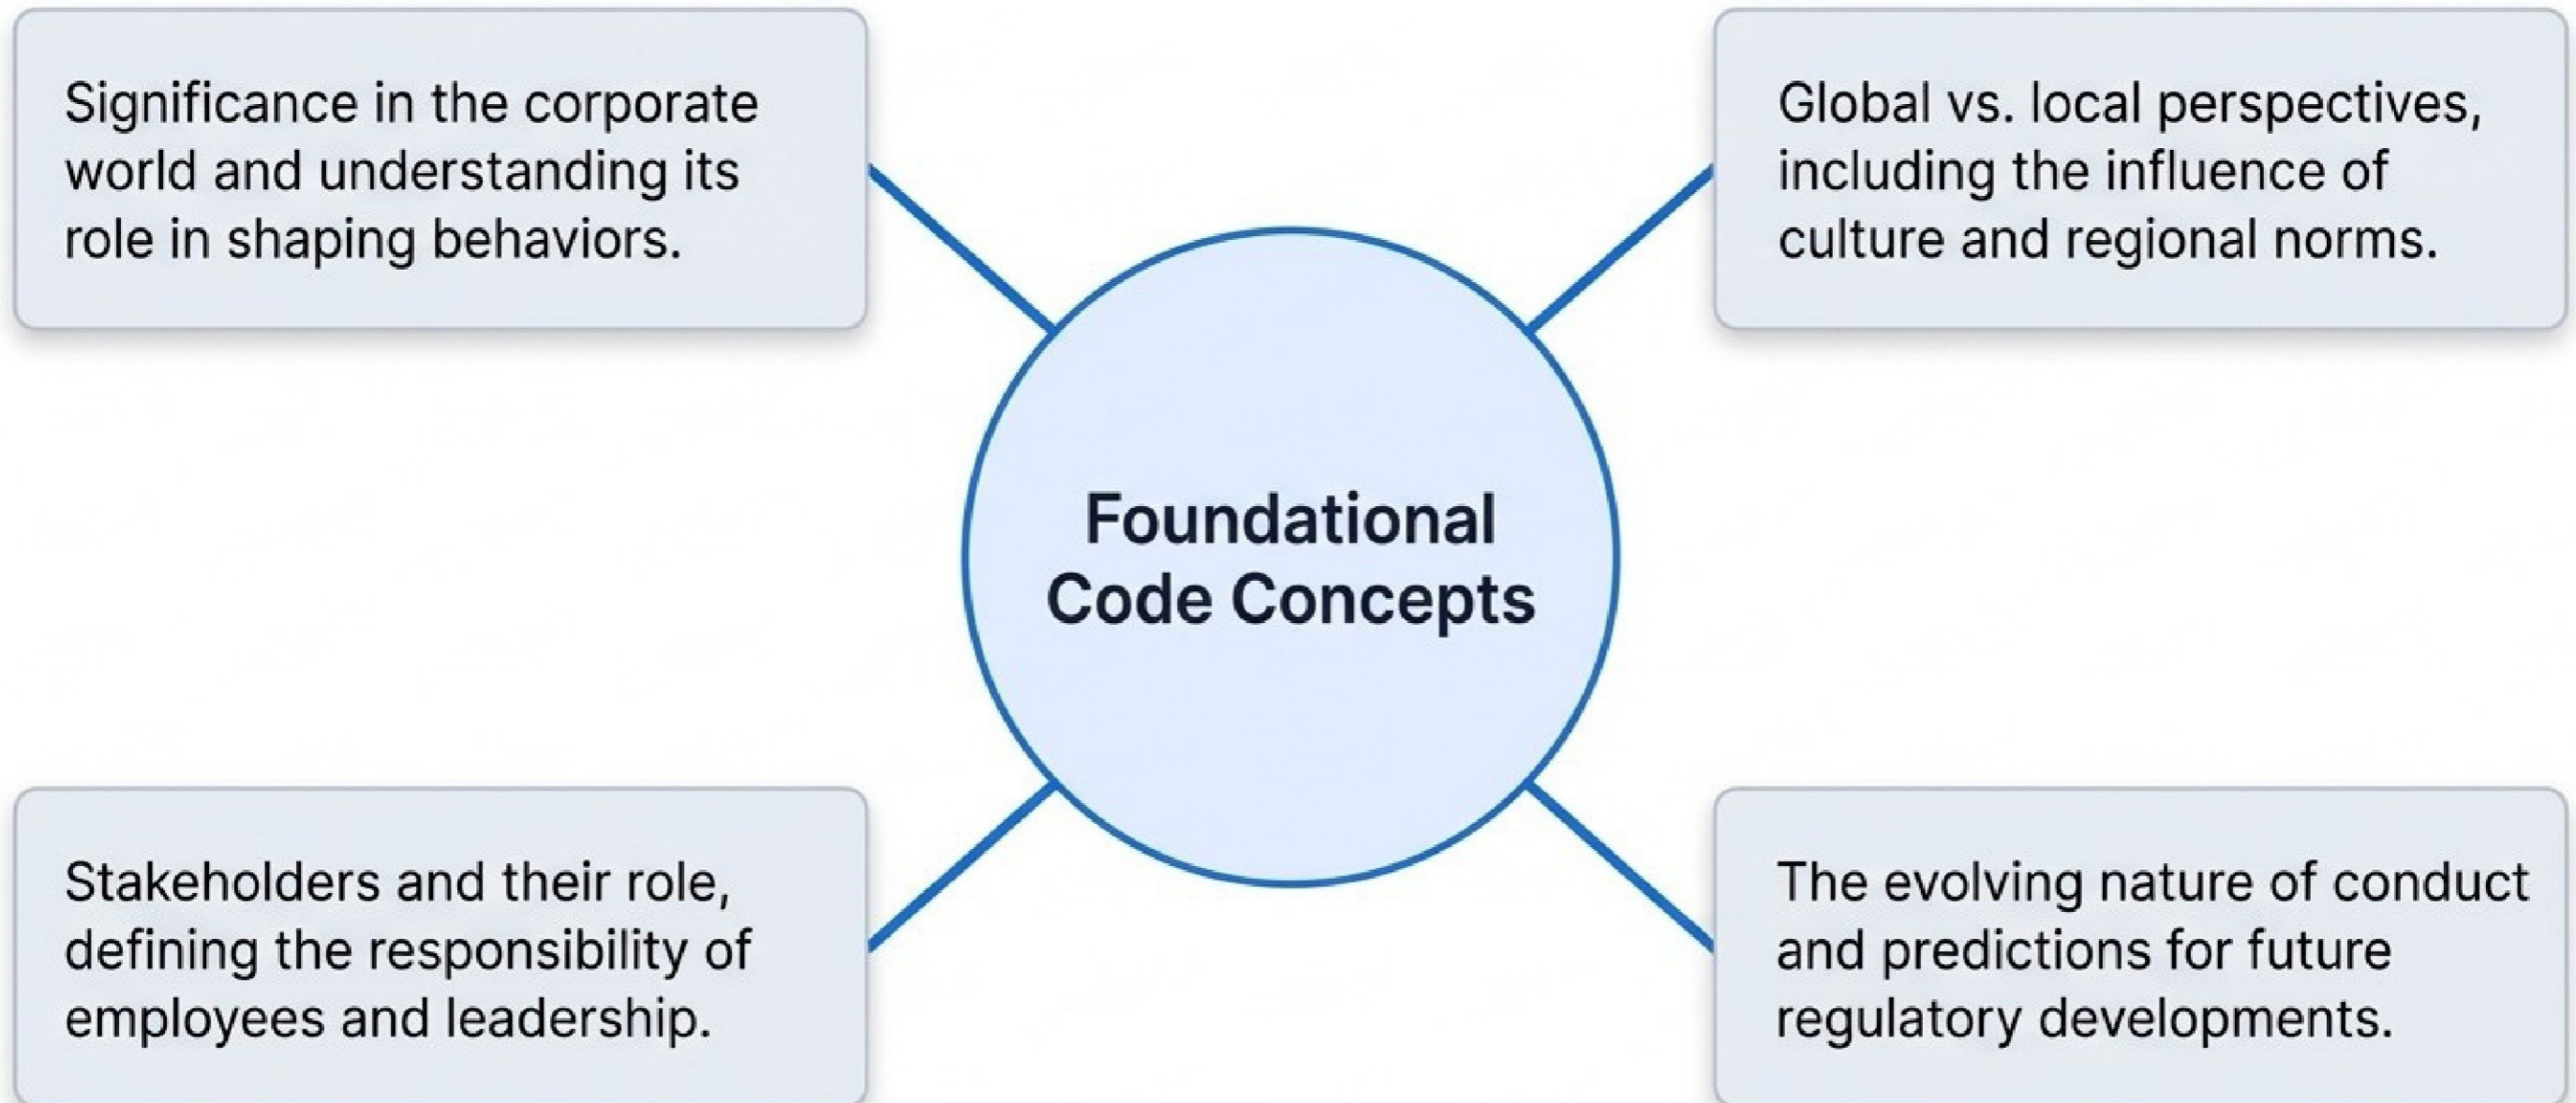 Significance in the corporate
world and understanding its
role in shaping behaviors.
Global vs. local perspectives,
including the influence of
culture and regional norms.
Foundational
Code Concepts
Stakeholders and their role,
defining the responsibility of
employees and leadership.
The evolving nature of conduct
and predictions for future
regulatory developments.